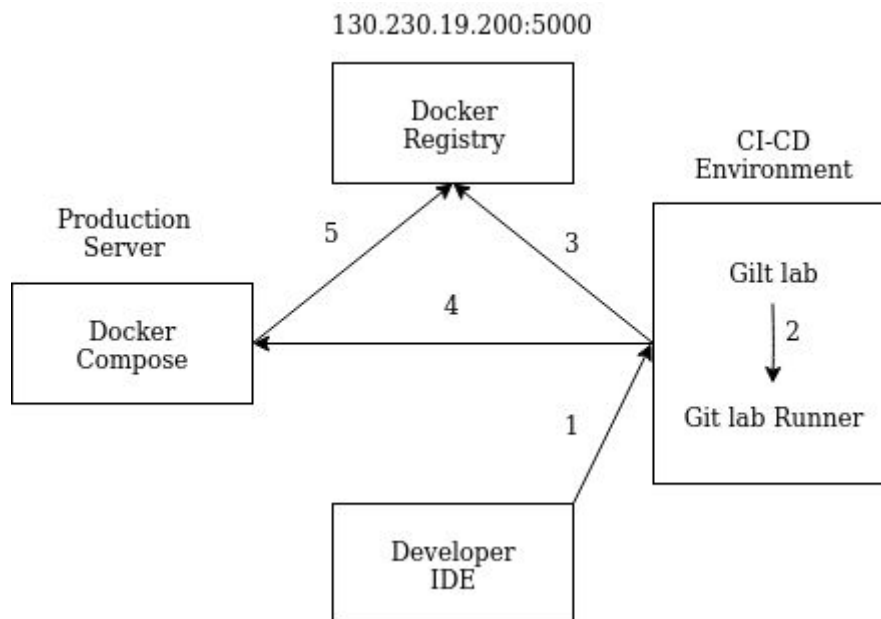 130.230.19.200:5000
Docker
Registry
CI-CD
Environment
Production
Server
5
3
Gilt lab
4
2
Docker
Compose
Git lab Runner
1
Developer
IDE